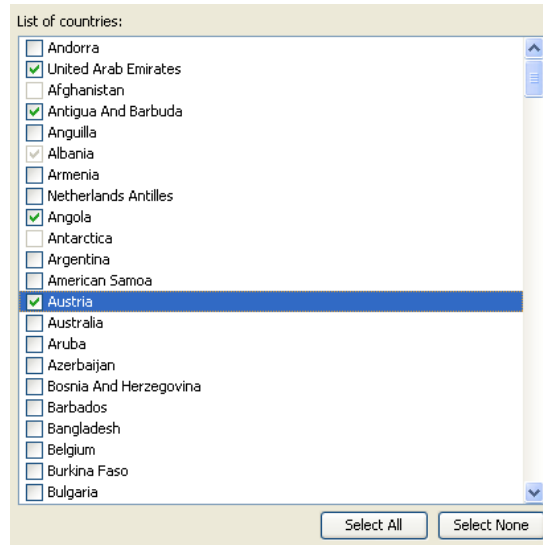 List of countries:
Andorra
United Arab Emirates
Afghanistan
Antigua And Barbuda
Anguilla
Albania
Armenia
Netherlands Antilles
Angola
Antarctica
Argentina
American Samoa
Austria
Australia
Aruba
Azerbaijan
Bosnia And Herzegovina
Barbados
Bangladesh
Belgium
Burkina Faso
Bulgaria
Select All Select None